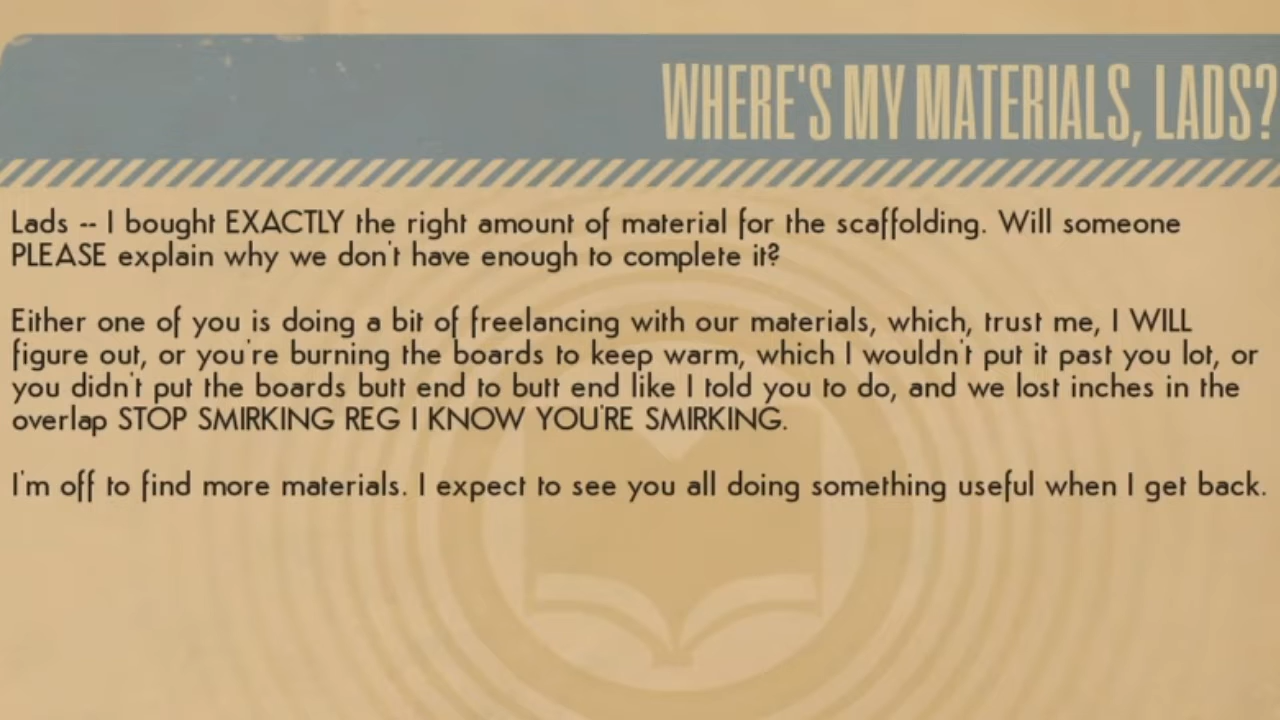 WHERE'S MY MATERIALS, LADS?
Lads -- I bought EXACTLY the right amount of material for the scaffolding. Will someone
PLEASE explain why we don't have enough to complete it?
Either one of you is doing a bit of freelancing with our materials, which, trust me, I WILL
figure out, or you're burning the boards to keep warm, which I wouldn't put it past you lot, or
you didn't put the boards butt end to butt end like I told you to do, and we lost inches in the
overlap STOP SMIRKING REG I KNOW YOU'RE SMIRKING.
I'm off to find more materials. I expect to see you all doing something useful when I get back.